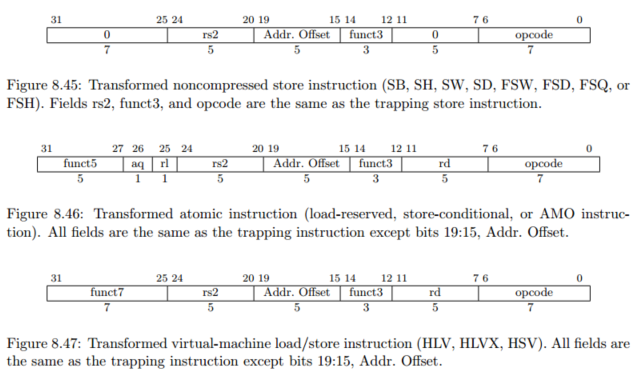 31 25 24 20 19 15 14 12 11 7 6 0
0 rs2 Addr. Offset funct3 0 opcode
7 5 5 3 5 7
Figure 8.45: Transformed noncompressed store instruction (SB, SH, SW, SD, FSW, FSD, FSQ, or
FSH). Fields rs2, funct3, and opcode are the same as the trapping store instruction.
31 27 26 25 24 20 19 15 14 12 11 7 6 0
funct5 aq rl rs2 Addr. Offset funct3 rd opcode
5 1 1 5 5 3 5 7
Figure 8.46: Transformed atomic instruction (load-reserved, store-conditional, or AMO instruc-
tion). All fields are the same as the trapping instruction except bits 19:15, Addr. Offset.
31 25 24 20 19 15 14 12 11 7 6 0
funct7 rs2 Addr. Offset funct3 rd opcode
7 5 5 3 5 7
Figure 8.47: Transformed virtual-machine load/store instruction (HLV, HLVX, HSV). All fields are
the same as the trapping instruction except bits 19:15, Addr. Offset.